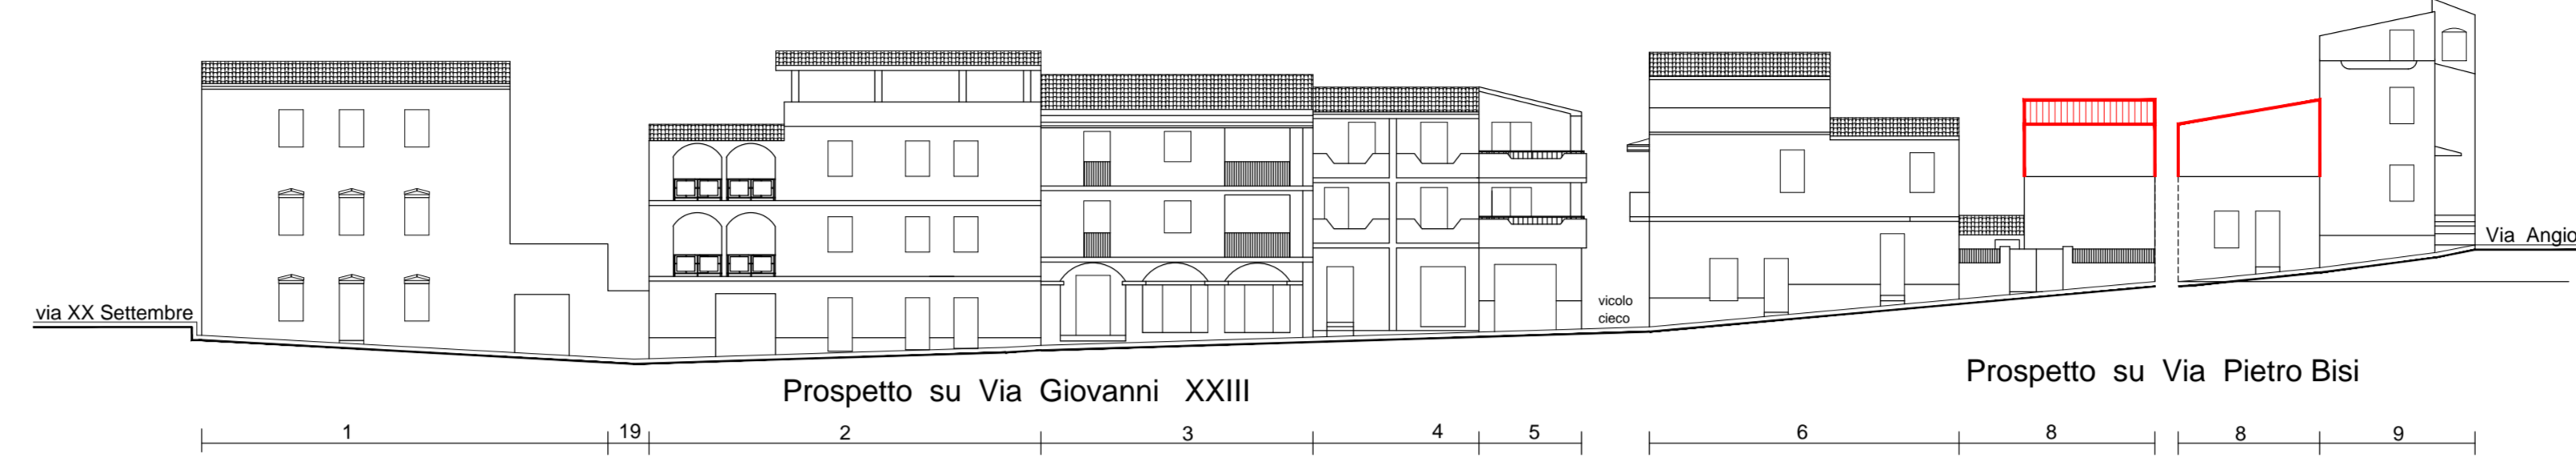 via XX Settembre
vicolo
cieco
Via Angio
Prospetto su Via Giovanni XXIII
Prospetto su Via Pietro Bisi
1 19 2 3 4 5 6 8 8 9